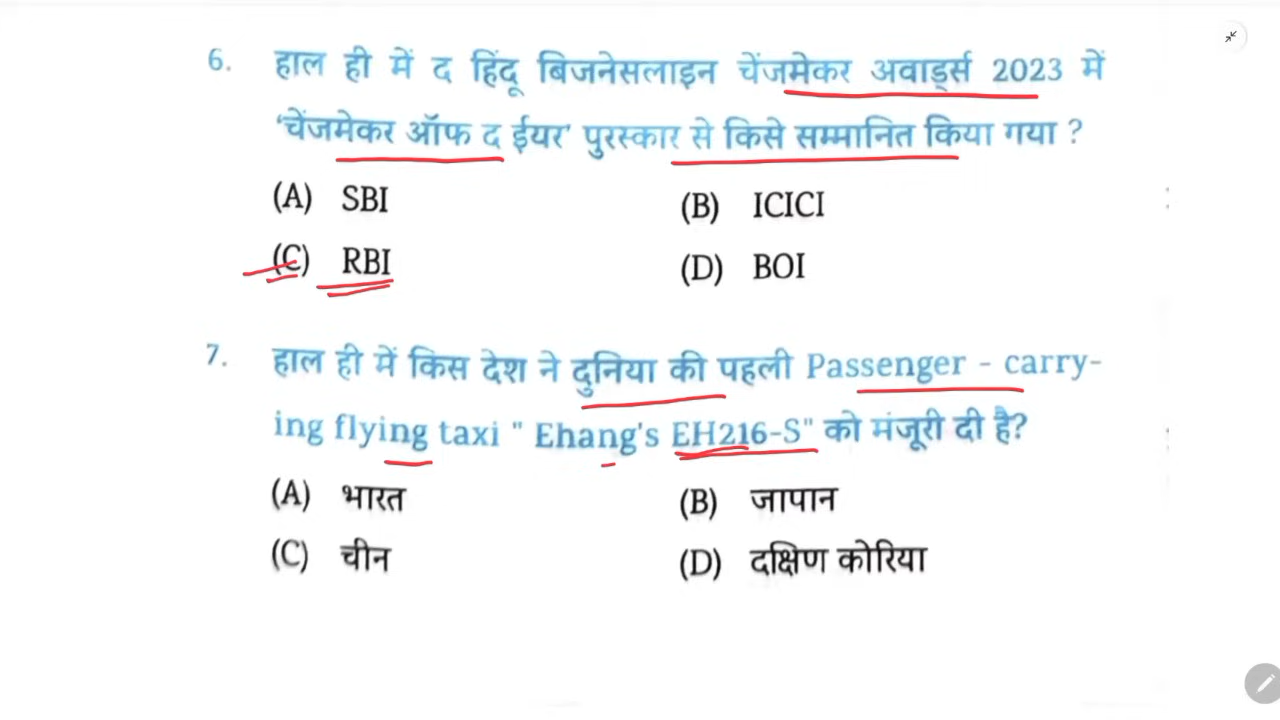 6. हाल ही में द हिंदू बिजनेसलाइन चेंजमेकर अवार्ड्स 2023 में
'चेंजमेकर ऑफ द ईयर' पुरस्कार से किसे सम्मानित किया गया ?
(A) SBI (B) ICICI
(C) RBI (D) BOI
7. हाल ही में किस देश ने दुनिया की पहली Passenger - carry-
ing flying taxi " Ehang's EH216-S" को मंजूरी दी है?
(A) भारत (B) जापान
(C) चीन (D) दक्षिण कोरिया